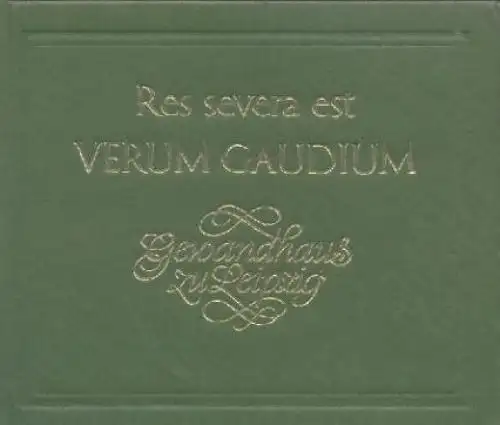 Res severa est
VERUM GAUDIUM
Gewandhaus
zu Leipzig